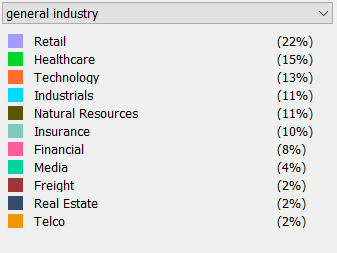 general industry
Retail (22%)
Healthcare (15%)
Technology (13%)
Industrials (11%)
Natural Resources (11%)
Insurance (10%)
Financial (8%)
Media (4%)
Freight (2%)
Real Estate (2%)
Telco (2%)